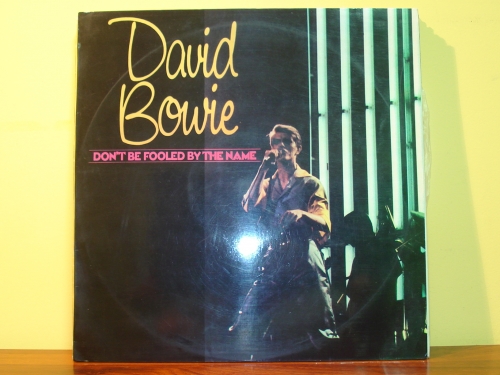 David
Bowie
DON'T BE FOOLED BY THE NAME